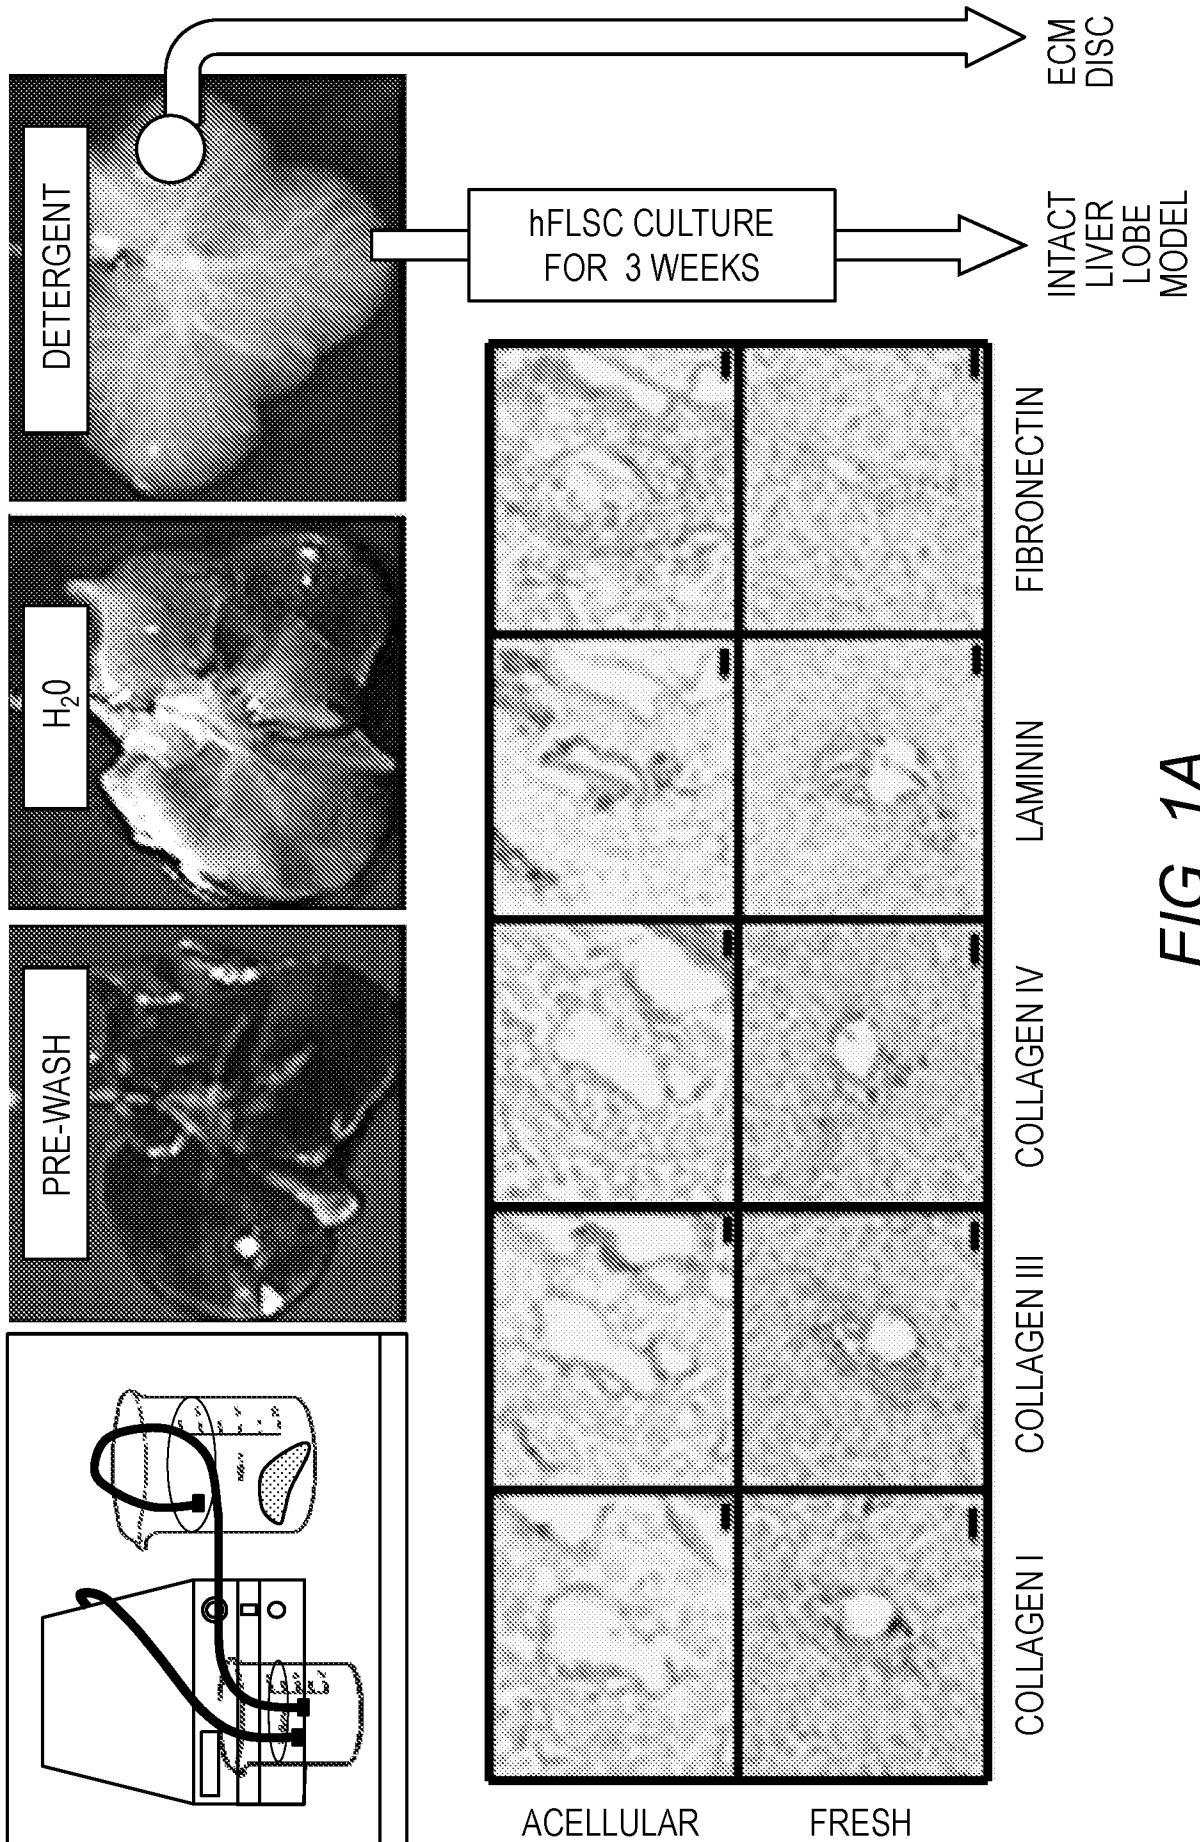 PRE-WASH
H₂0
DETERGENT
hFLSC CULTURE
FOR 3 WEEKS
ECM
DISC
INTACT
LIVER
LOBE
MODEL
ACELLULAR
FRESH
COLLAGEN I
COLLAGEN III
COLLAGEN IV
LAMININ
FIBRONECTIN
FIG. 1A